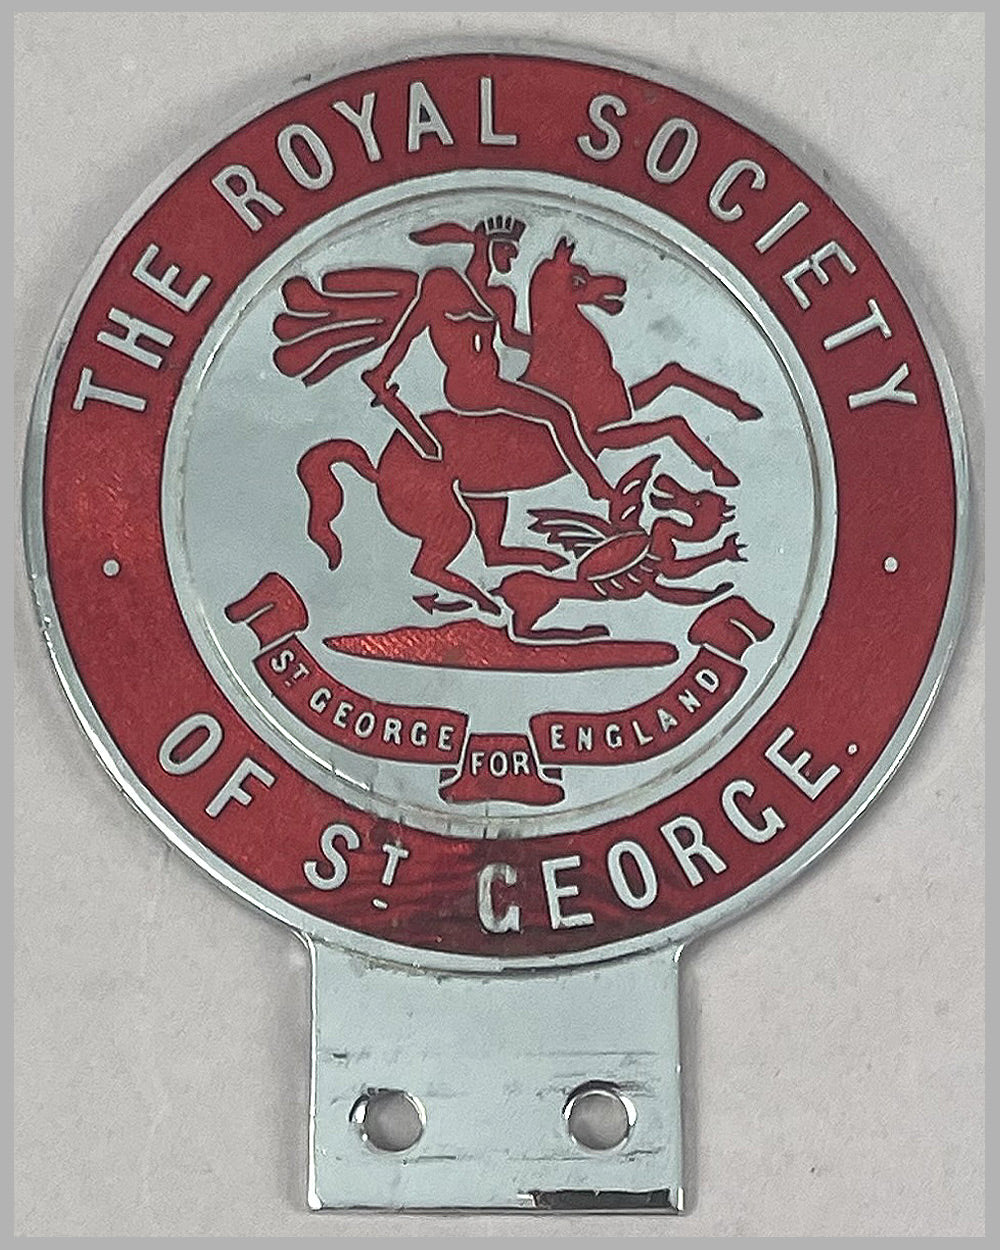 THE ROYAL SOCIETY
OF ST GEORGE.
ST GEORGE FOR ENGLAND